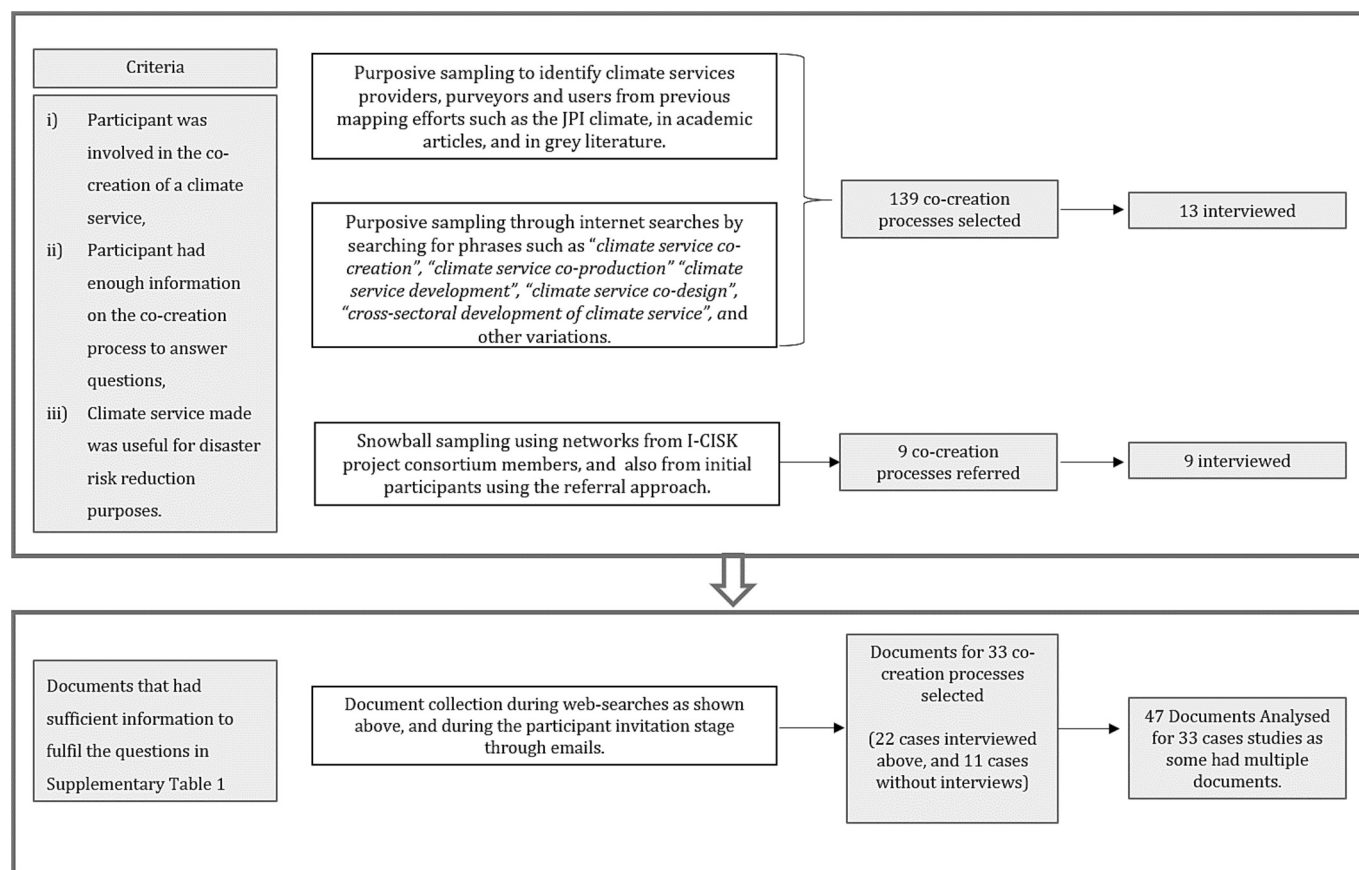 Criteria
i) Participant was
involved in the co-
creation of a climate
service,
ii) Participant had
enough information
on the co-creation
process to answer
questions,
iii) Climate service made
was useful for disaster
risk reduction
purposes.
Purposive sampling to identify climate services
providers, purveyors and users from previous
mapping efforts such as the JPI climate, in academic
articles, and in grey literature.
Purposive sampling through internet searches by
searching for phrases such as “climate service co-
creation”, “climate service co-production” “climate
service development”, “climate service co-design”,
“cross-sectoral development of climate service”, and
other variations.
139 co-creation
processes selected
13 interviewed
Snowball sampling using networks from I-CISK
project consortium members, and also from initial
participants using the referral approach.
9 co-creation
processes referred
9 interviewed
Documents that had
sufficient information to
fulfil the questions in
Supplementary Table 1
Document collection during web-searches as shown
above, and during the participant invitation stage
through emails.
Documents for 33 co-
creation processes
selected
(22 cases interviewed
above, and 11 cases
without interviews)
47 Documents Analysed
for 33 cases studies as
some had multiple
documents.